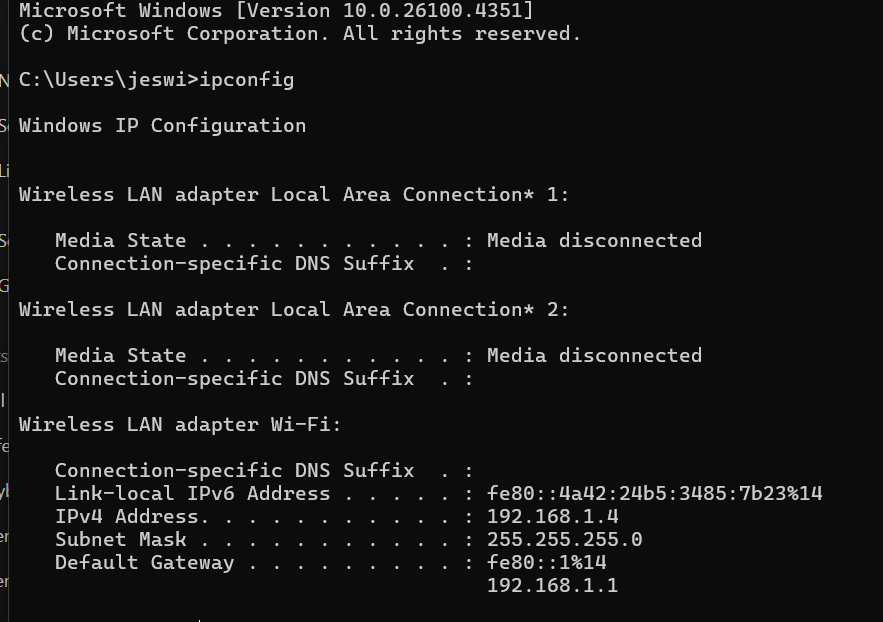 Microsoft Windows [Version 10.0.26100.4351]
(c) Microsoft Corporation. All rights reserved.
C:\Users\jeswi>ipconfig
Windows IP Configuration
Wireless LAN adapter Local Area Connection* 1:
   Media State . . . . . . . . . . . : Media disconnected
   Connection-specific DNS Suffix  . :
Wireless LAN adapter Local Area Connection* 2:
   Media State . . . . . . . . . . . : Media disconnected
   Connection-specific DNS Suffix  . :
Wireless LAN adapter Wi-Fi:
   Connection-specific DNS Suffix  . :
   Link-local IPv6 Address . . . . . : fe80::4a42:24b5:3485:7b23%14
   IPv4 Address. . . . . . . . . . . : 192.168.1.4
   Subnet Mask . . . . . . . . . . . : 255.255.255.0
   Default Gateway . . . . . . . . . : fe80::1%14
                                       192.168.1.1